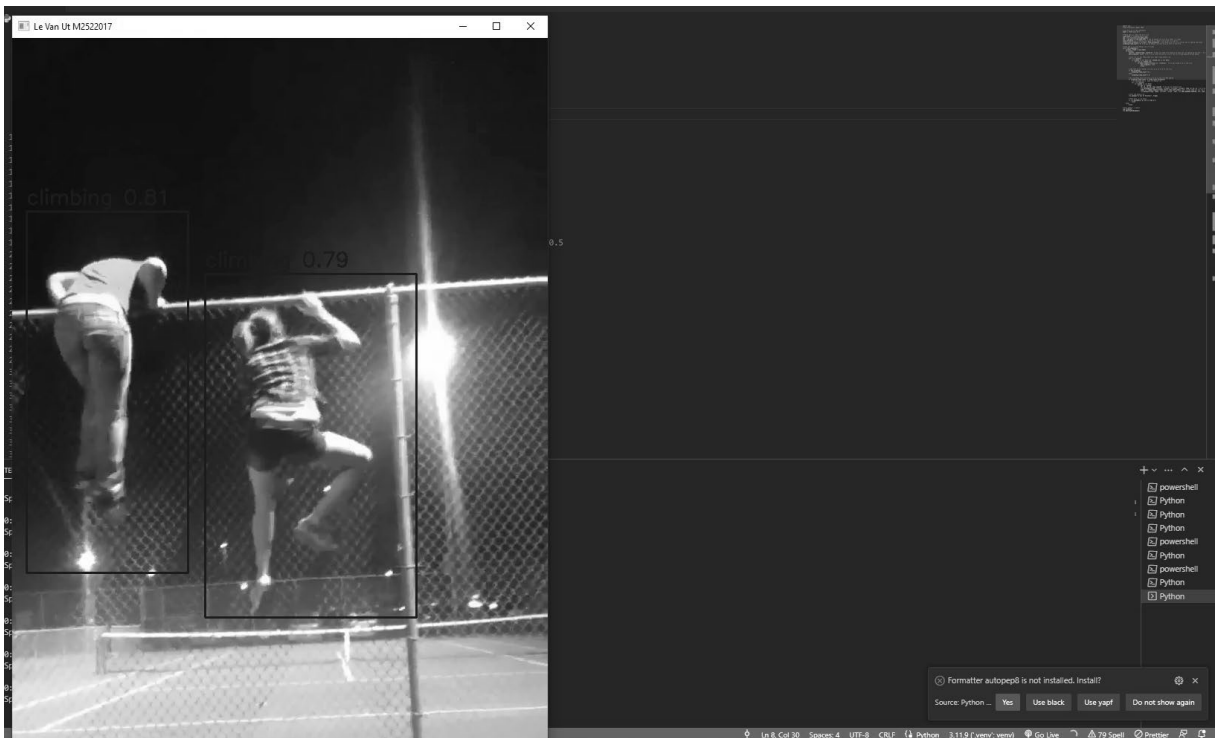 Le Van Ut M2522017
climbing 0.81
0.79
0.5
powershell
Python
Python
Python
powershell
Python
powershell
Python
Python
Formatter autopep8 is not installed. Install?
Source: Python ...
Yes
Use black
Use yapf
Do not show again
Ln 8, Col 30
Spaces: 4
UTF-8
CRLF
Python
3.11.9 ('.venv': venv)
Go Live
79 Spell
Prettier